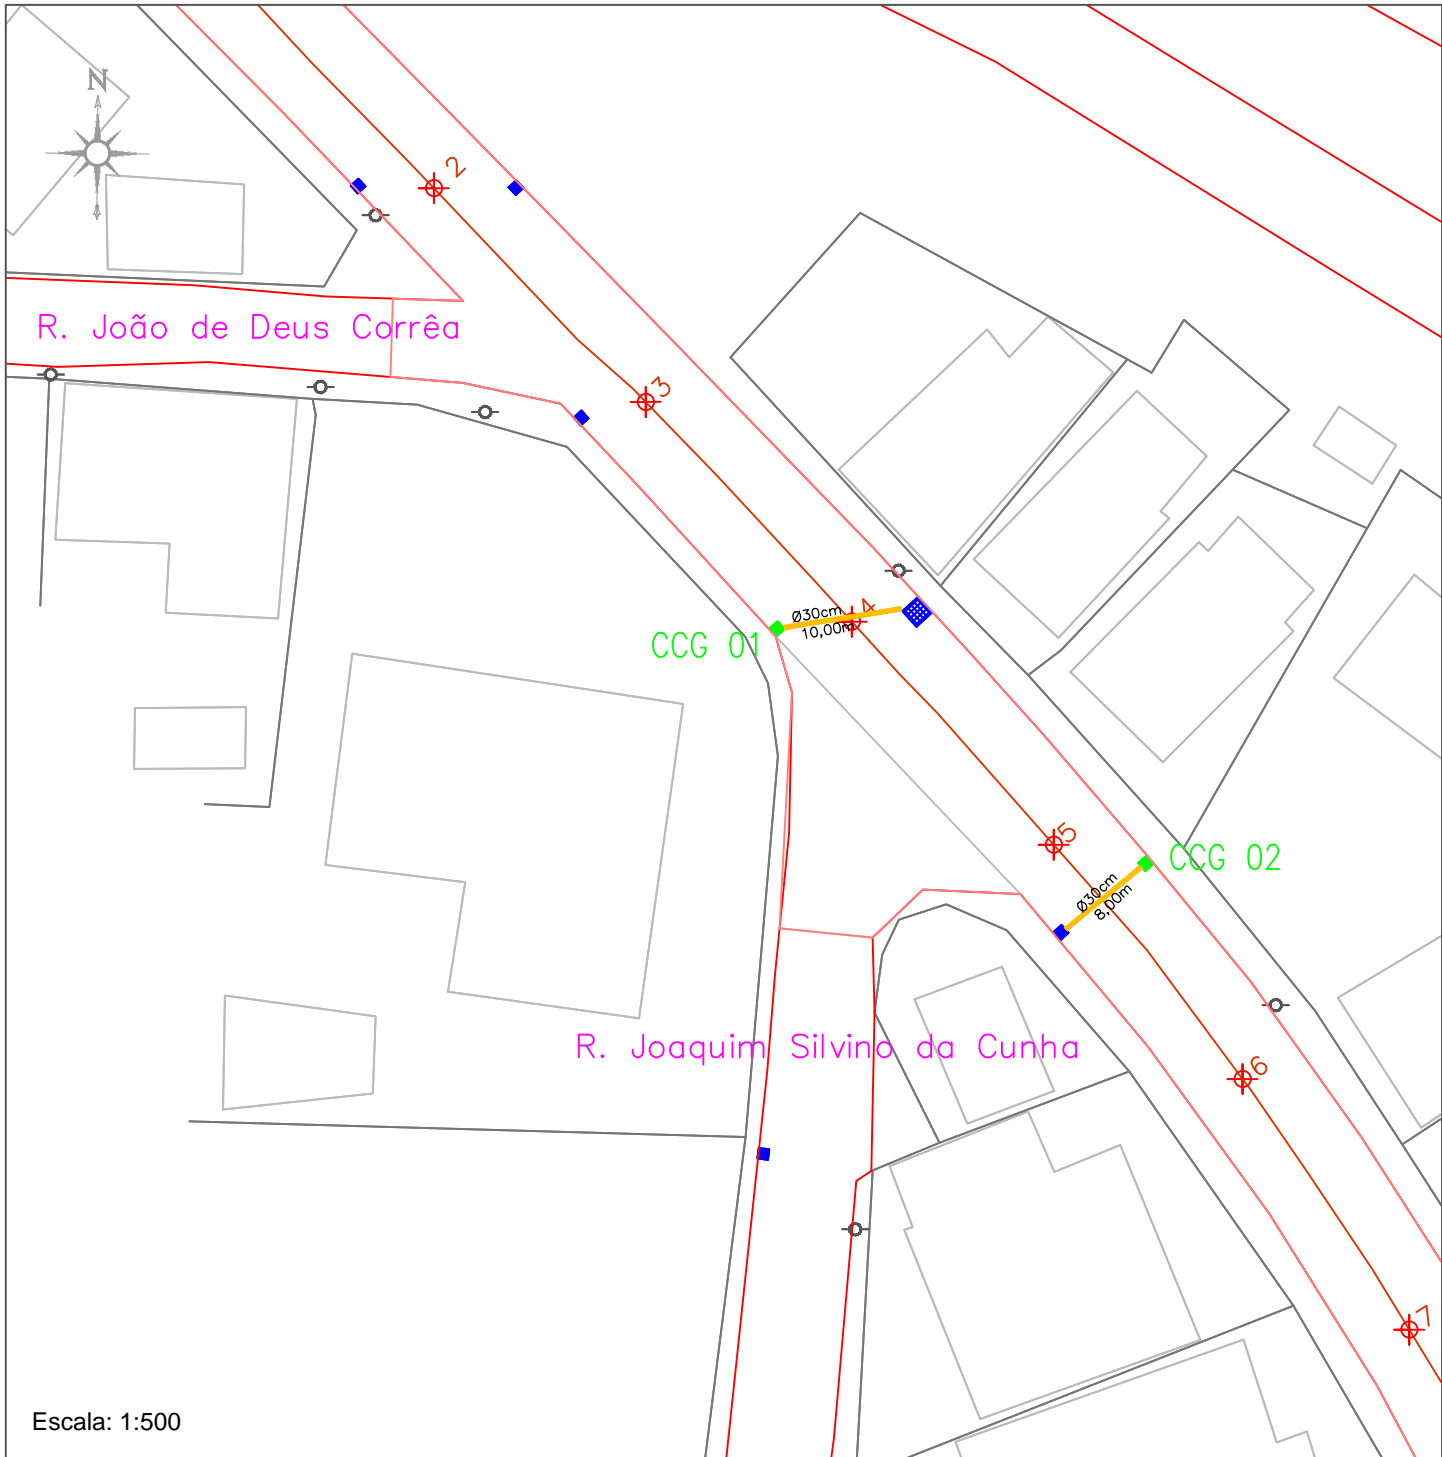 N
2
R. João de Deus Corrêa
3
4
Ø30cm
10,00m
CCG 01
5
CCG 02
Ø30cm
8,00m
R. Joaquim Silvino da Cunha
6
7
Escala: 1:500